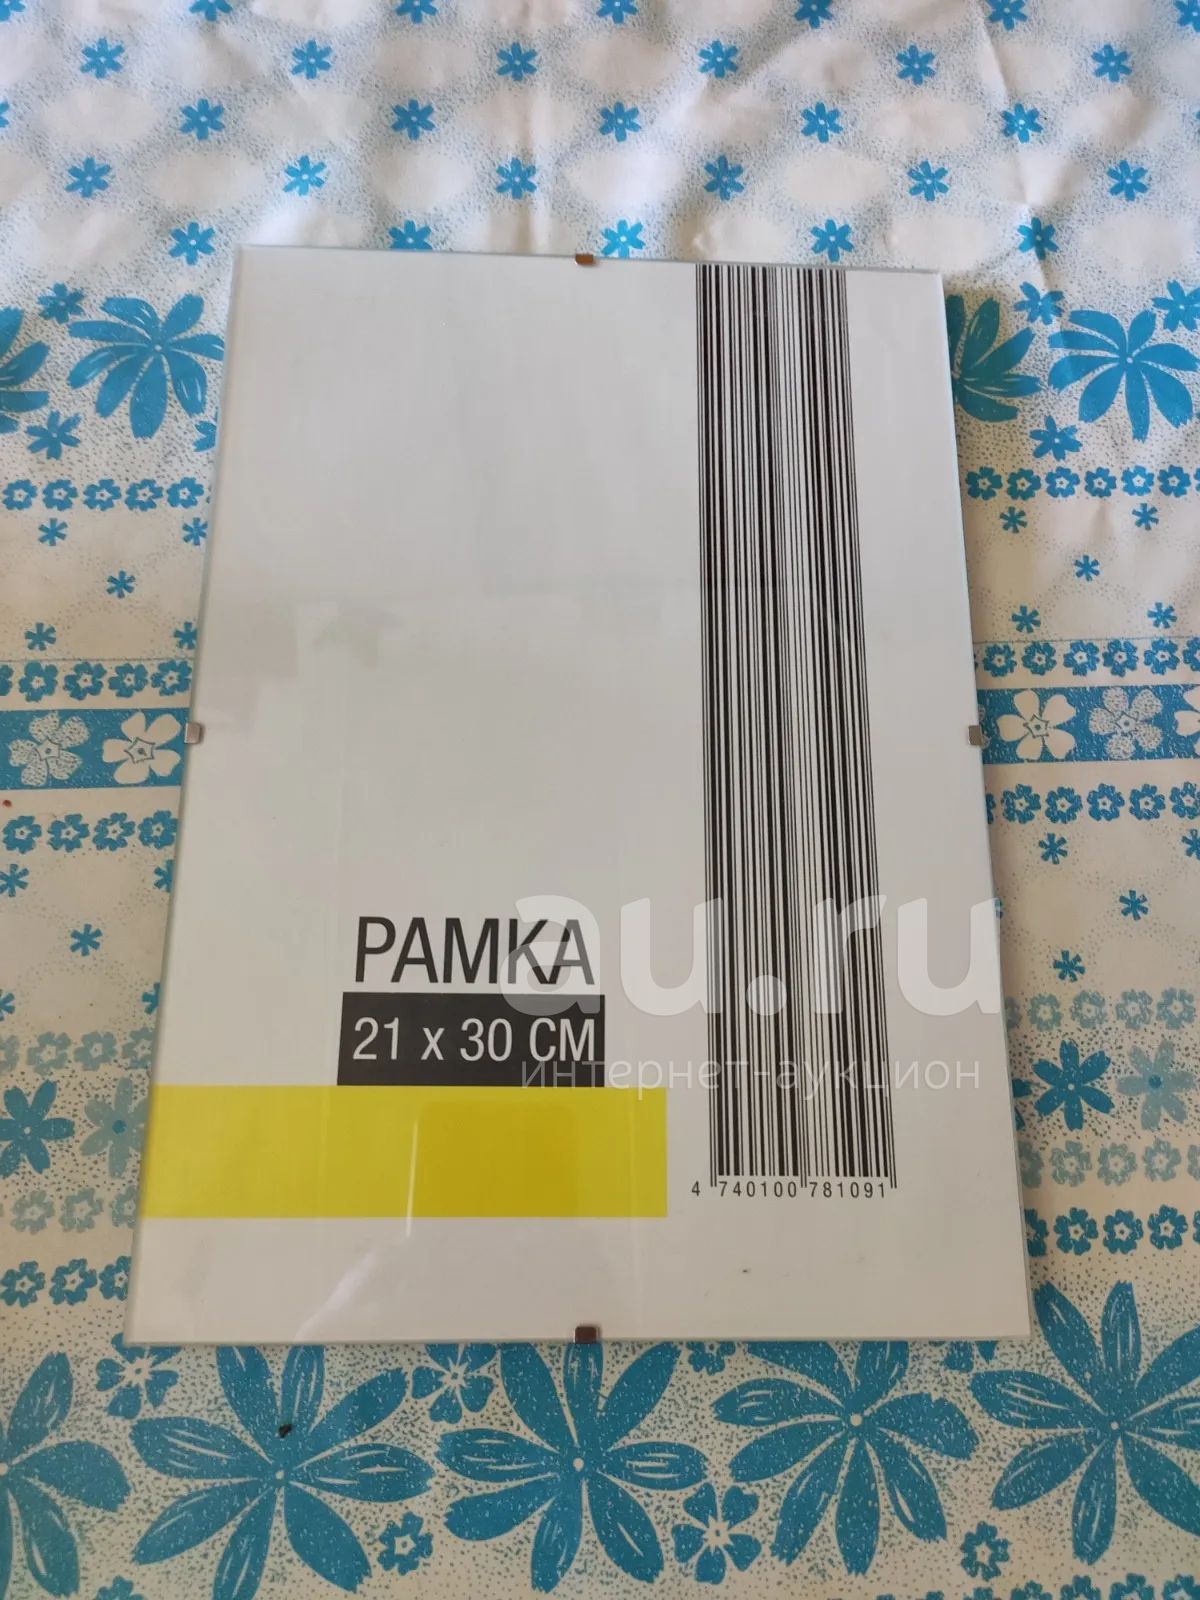 РАМКА
21 x 30 СМ
au.ru
интернет-аукцион
4 740100 781091